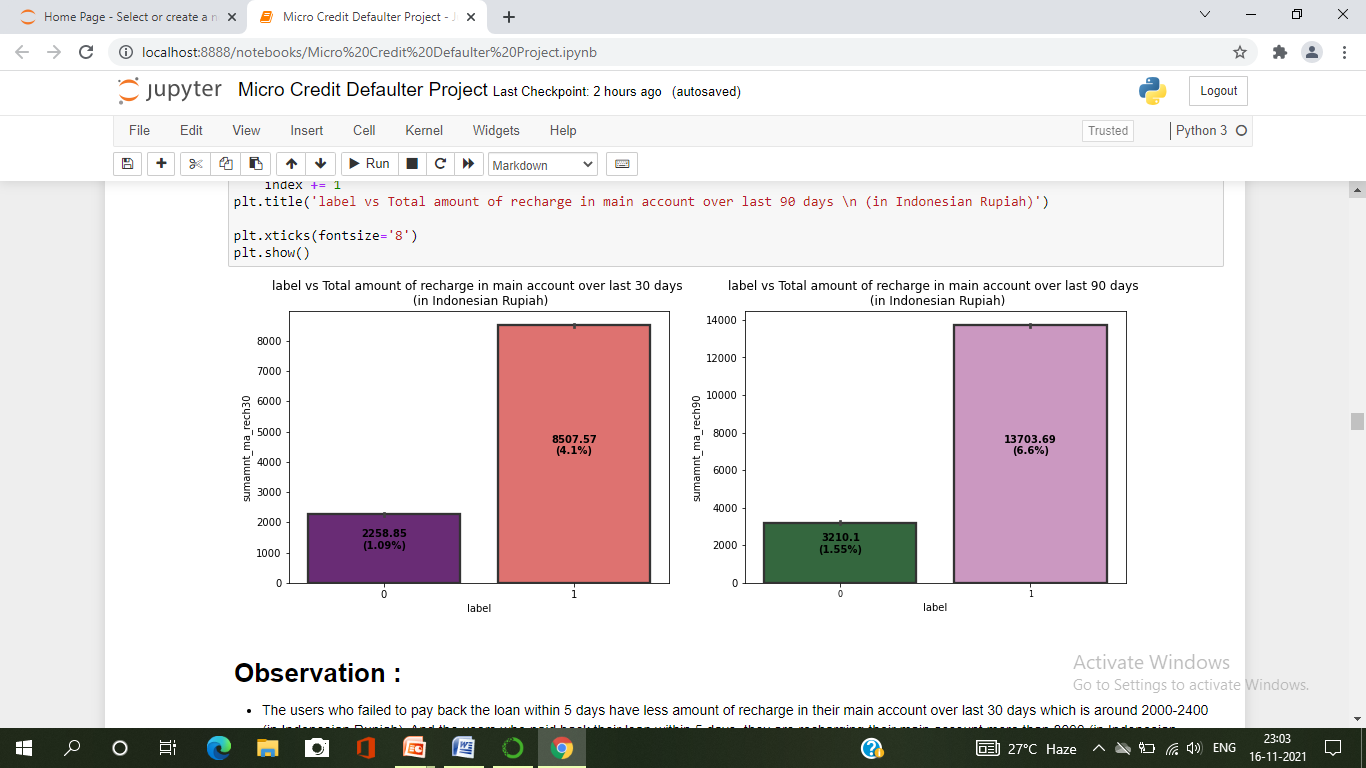 Home Page - Select or create a n
Micro Credit Defaulter Project - J
localhost:8888/notebooks/Micro%20Credit%20Defaulter%20Project.ipynb
jupyter Micro Credit Defaulter Project Last Checkpoint: 2 hours ago (autosaved)
Logout
File Edit View Insert Cell Kernel Widgets Help
Trusted
Python 3
Run
Markdown
index += 1
plt.title('label vs Total amount of recharge in main account over last 90 days \n (in Indonesian Rupiah)')
plt.xticks(fontsize='8')
plt.show()
label vs Total amount of recharge in main account over last 30 days
(in Indonesian Rupiah)
8000
7000
6000
5000
4000
3000
2000
1000
0
sumamnt_ma_rech30
2258.85
(1.09%)
8507.57
(4.1%)
0 1
label
label vs Total amount of recharge in main account over last 90 days
(in Indonesian Rupiah)
14000
12000
10000
8000
6000
4000
2000
0
sumamnt_ma_rech90
3210.1
(1.55%)
13703.69
(6.6%)
0 1
label
Observation :
• The users who failed to pay back the loan within 5 days have less amount of recharge in their main account over last 30 days which is around 2000-2400
Activate Windows
Go to Settings to activate Windows.
27°C Haze
ENG
23:03
16-11-2021